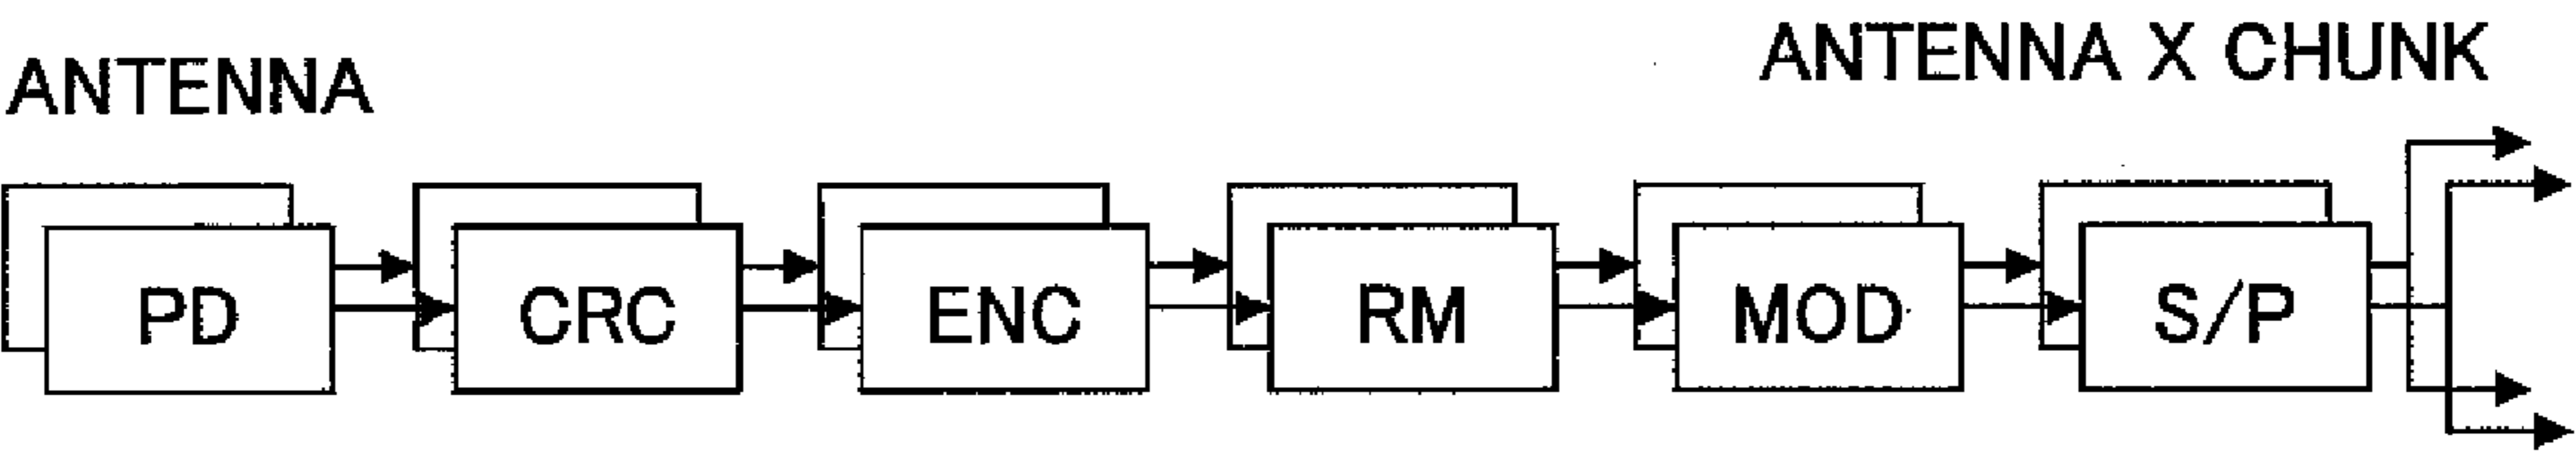 ANTENNA
ANTENNA X CHUNK
PD
CRC
ENC
RM
MOD
S/P